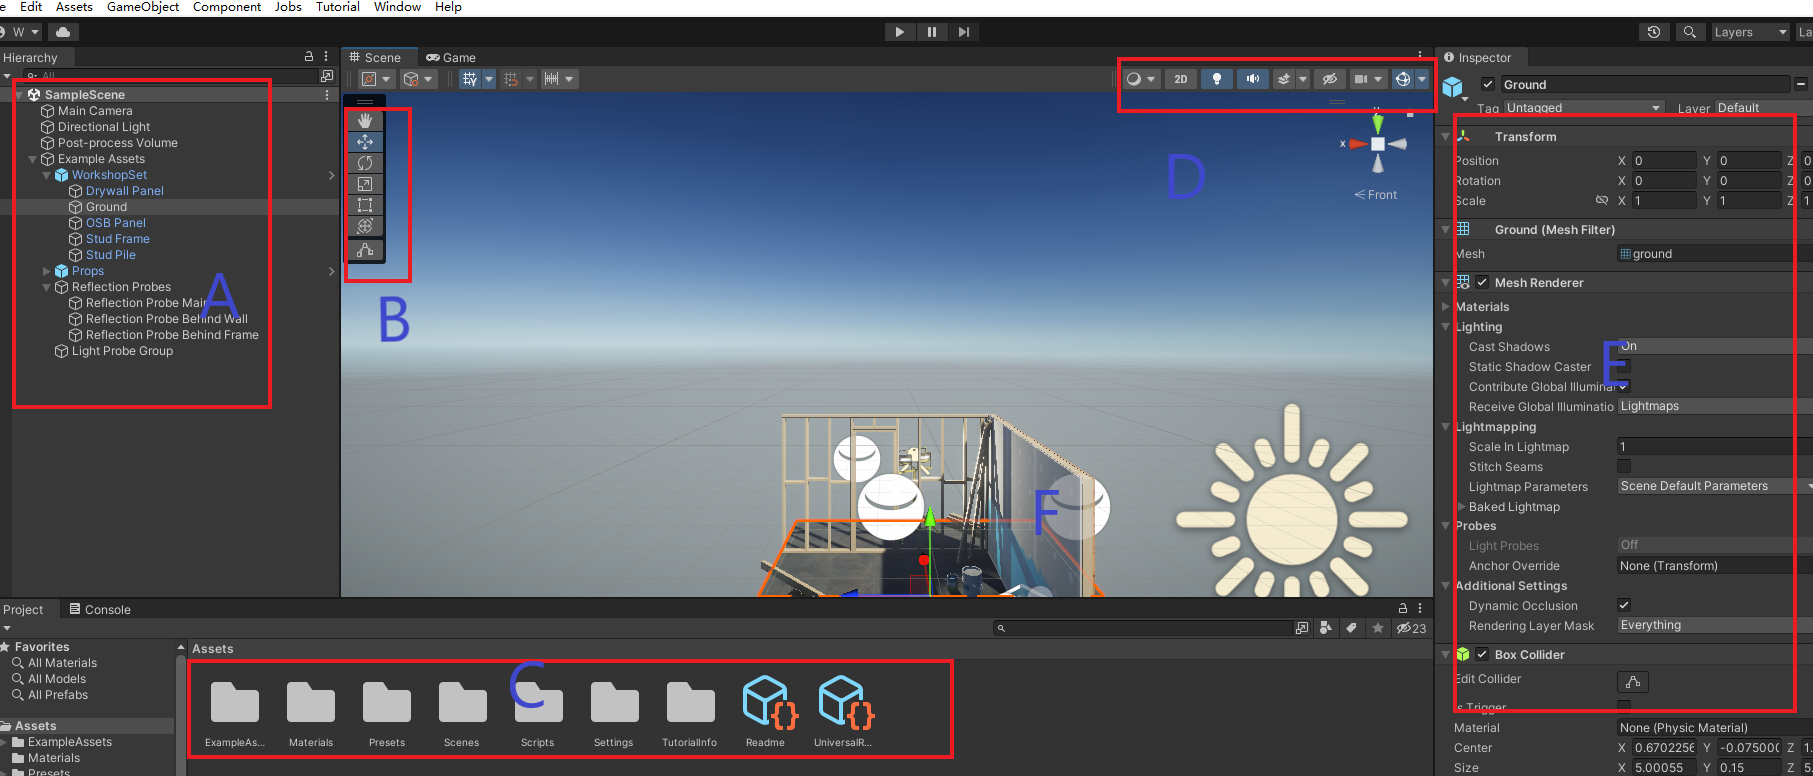 e Edit Assets GameObject Component Jobs Tutorial Window Help
W Layers La
Hierarchy
All
SampleScene
Main Camera
Directional Light
Post-process Volume
Example Assets
WorkshopSet
Drywall Panel
Ground
OSB Panel
Stud Frame
Stud Pile
Props
Reflection Probes
Reflection Probe Main
Reflection Probe Behind Wall
Reflection Probe Behind Frame
Light Probe Group
A
Scene Game
2D
B
D
y
x
Front
F
Inspector
Ground
Tag Untagged Layer Default
Transform
Position X 0 Y 0 Z 0
Rotation X 0 Y 0 Z 0
Scale X 1 Y 1 Z 1
Ground (Mesh Filter)
Mesh ground
Mesh Renderer
Materials
Lighting
Cast Shadows On
Static Shadow Caster
E
Contribute Global Illumina
Receive Global Illuminatio Lightmaps
Lightmapping
Scale In Lightmap 1
Stitch Seams
Lightmap Parameters Scene Default Parameters
Baked Lightmap
Probes
Light Probes Off
Anchor Override None (Transform)
Additional Settings
Dynamic Occlusion
Rendering Layer Mask Everything
Box Collider
Edit Collider
Is Trigger
Material None (Physic Material)
Center X 0.6702256 Y -0.075000 Z 1.
Size X 5.00055 Y 0.15 Z 5.
Project Console
23
Favorites
All Materials
All Models
All Prefabs
Assets
ExampleAssets
Materials
Presets
Assets
C
ExampleAs... Materials Presets Scenes Scripts Settings TutorialInfo Readme UniversalR...